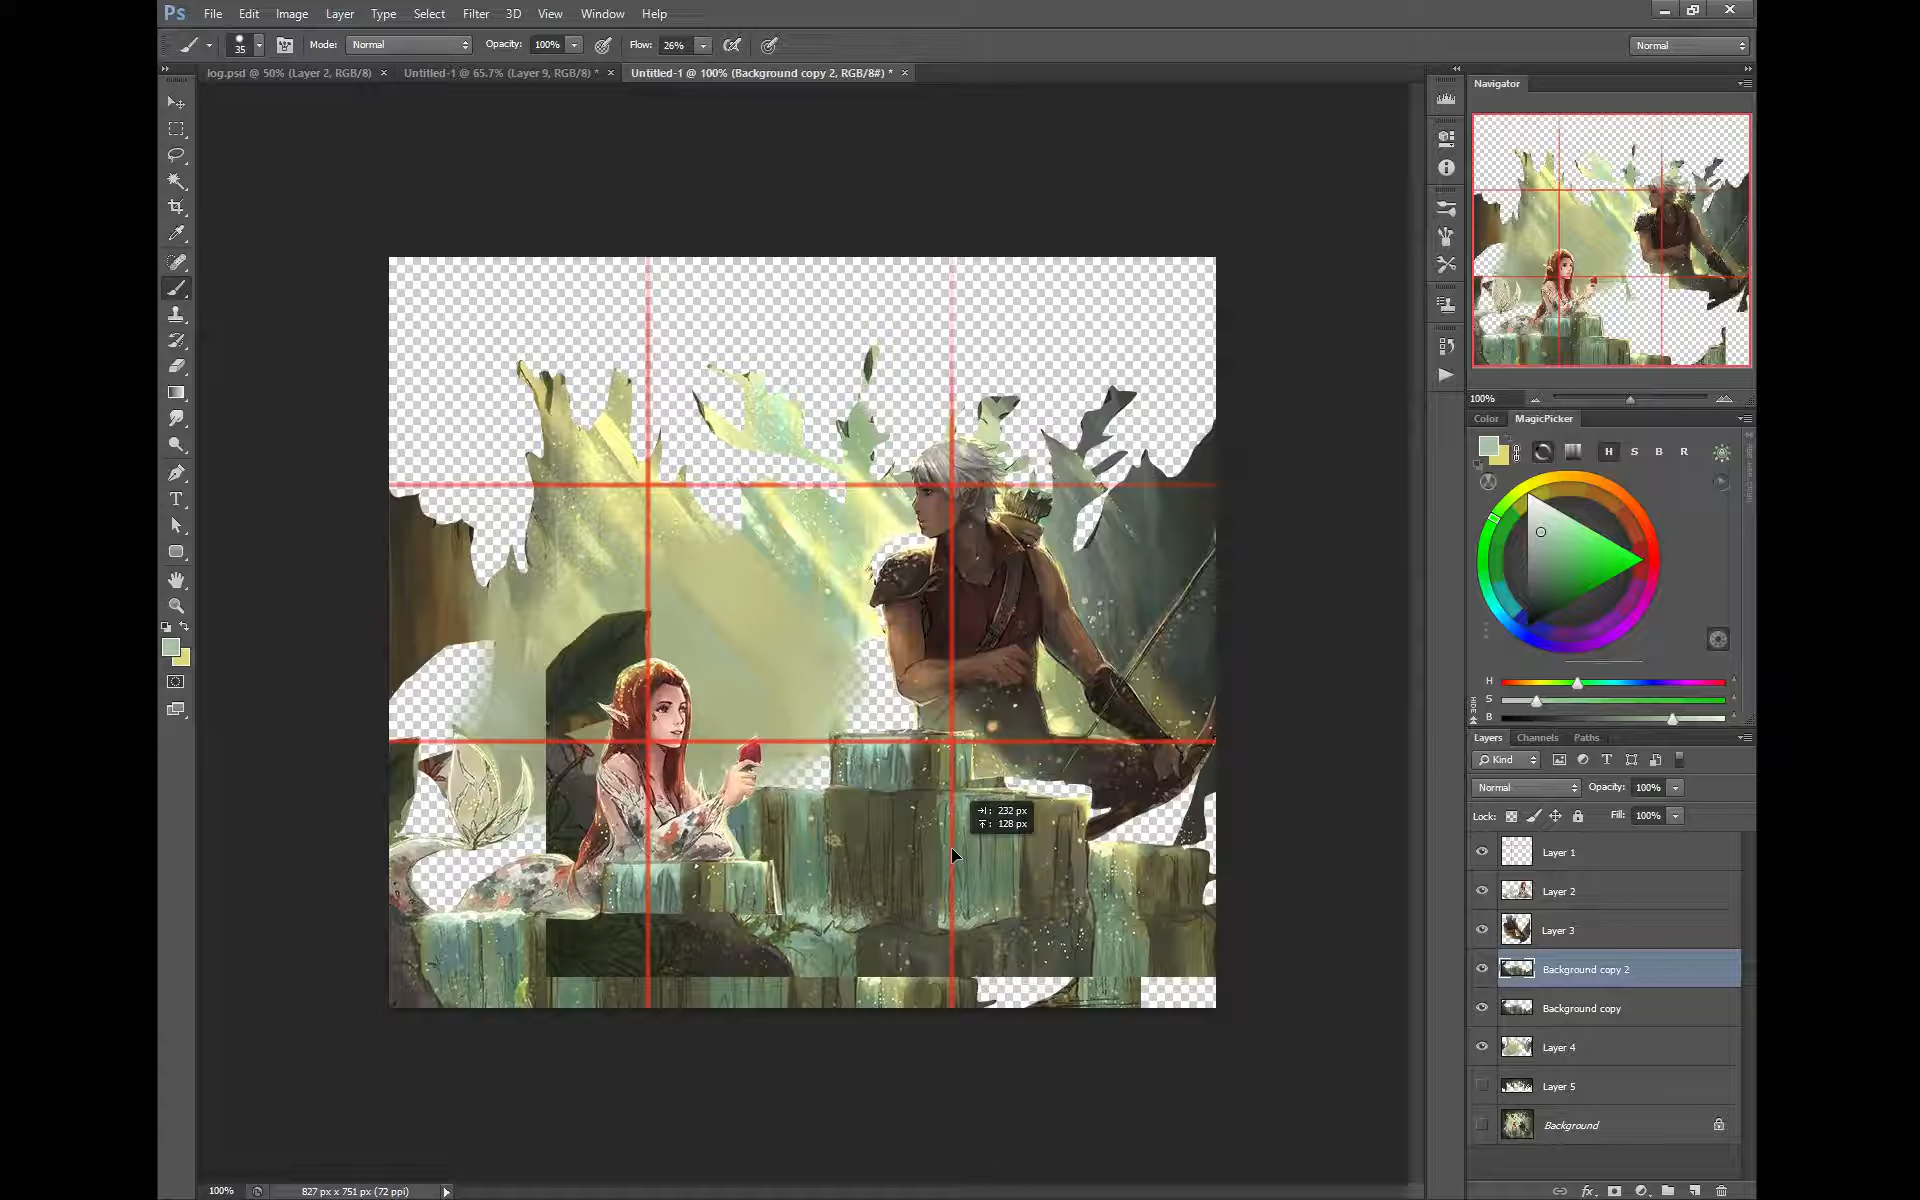 Ps File Edit Image Layer Type Select Filter 3D View Window Help
35 Mode: Normal Opacity: 100% Flow: 26% Normal
log.psd @ 50% (Layer 2, RGB/8) × Untitled-1 @ 65.7% (Layer 9, RGB/8) * × Untitled-1 @ 100% (Background copy 2, RGB/8#) * ×
Navigator
100%
Color MagicPicker
H S B R
H
S
B
HIDE
Layers Channels Paths
Kind
Normal Opacity: 100%
Lock: Fill: 100%
Layer 1
Layer 2
Layer 3
Background copy 2
Background copy
Layer 4
Layer 5
Background
232 px
128 px
100% 827 px x 751 px (72 ppi)
fx